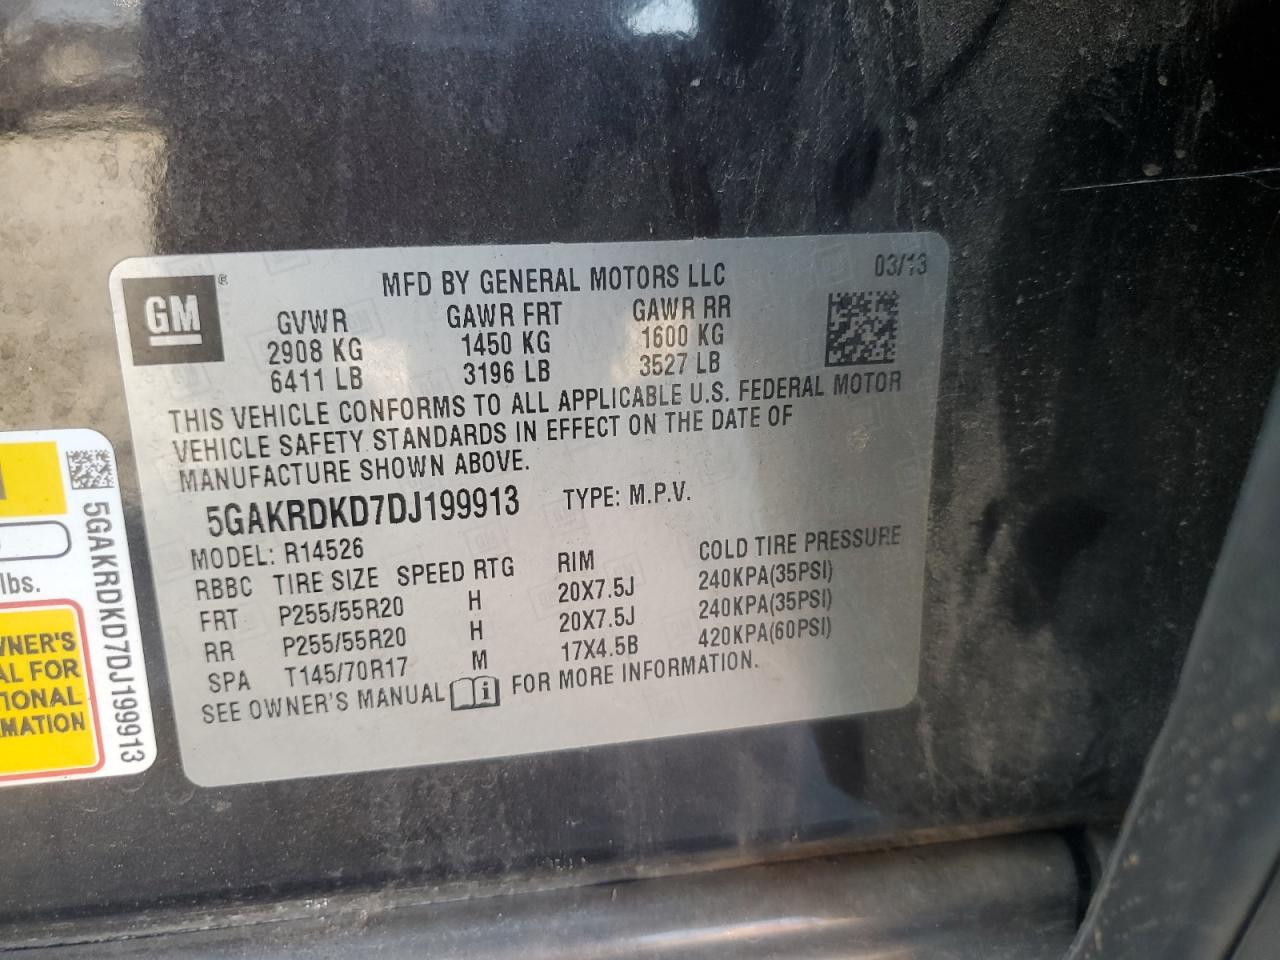 GM
®
MFD BY GENERAL MOTORS LLC
03/13
GVWR GAWR FRT GAWR RR
2908 KG 1450 KG 1600 KG
6411 LB 3196 LB 3527 LB
THIS VEHICLE CONFORMS TO ALL APPLICABLE U.S. FEDERAL MOTOR
VEHICLE SAFETY STANDARDS IN EFFECT ON THE DATE OF
MANUFACTURE SHOWN ABOVE.
5GAKRDKD7DJ199913 TYPE: M.P.V.
MODEL: R14526
RBBC TIRE SIZE SPEED RTG RIM COLD TIRE PRESSURE
FRT P255/55R20 H 20X7.5J 240KPA(35PSI)
RR P255/55R20 H 20X7.5J 240KPA(35PSI)
SPA T145/70R17 M 17X4.5B 420KPA(60PSI)
SEE OWNER'S MANUAL FOR MORE INFORMATION.
5GAKRDKD7DJ199913
lbs.
WNER'S
AL FOR
TIONAL
MATION